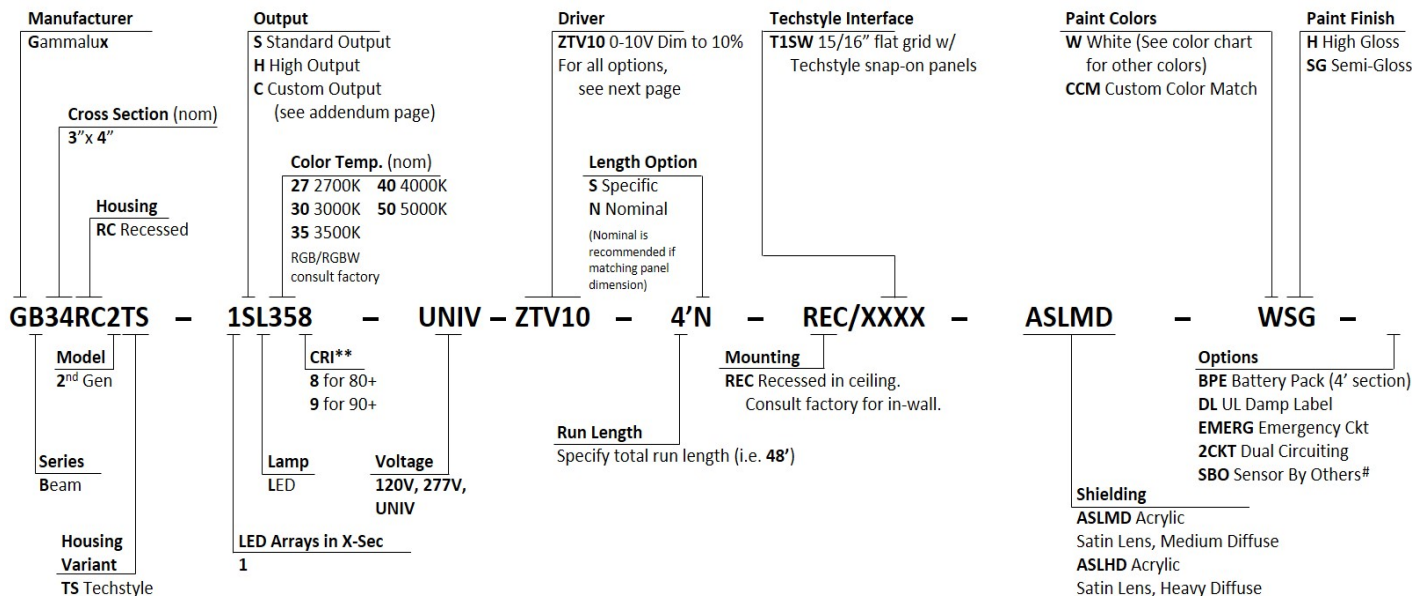 Manufacturer
Gammalux
Output
S Standard Output
H High Output
C Custom Output
(see addendum page)
Driver
ZTV10 0-10V Dim to 10%
For all options,
see next page
Techstyle Interface
T1SW 15/16” flat grid w/
Techstyle snap-on panels
Paint Colors
W White (See color chart
for other colors)
CCM Custom Color Match
Paint Finish
H High Gloss
SG Semi-Gloss
Cross Section (nom)
3”x 4”
Housing
RC Recessed
Color Temp. (nom)
27 2700K 40 4000K
30 3000K 50 5000K
35 3500K
RGB/RGBW
consult factory
Length Option
S Specific
N Nominal
(Nominal is
recommended if
matching panel
dimension)
GB34RC2TS – 1SL358 – UNIV – ZTV10 – 4’N – REC/XXXX – ASLMD – WSG –
Model
2nd Gen
CRI**
8 for 80+
9 for 90+
Mounting
REC Recessed in ceiling.
Consult factory for in-wall.
Options
BPE Battery Pack (4’ section)
DL UL Damp Label
EMERG Emergency Ckt
2CKT Dual Circuiting
SBO Sensor By Others#
Run Length
Specify total run length (i.e. 48’)
Series
Beam
Lamp
LED
Voltage
120V, 277V,
UNIV
Shielding
ASLMD Acrylic
Satin Lens, Medium Diffuse
ASLHD Acrylic
Satin Lens, Heavy Diffuse
Housing
Variant
TS Techstyle
LED Arrays in X-Sec
1